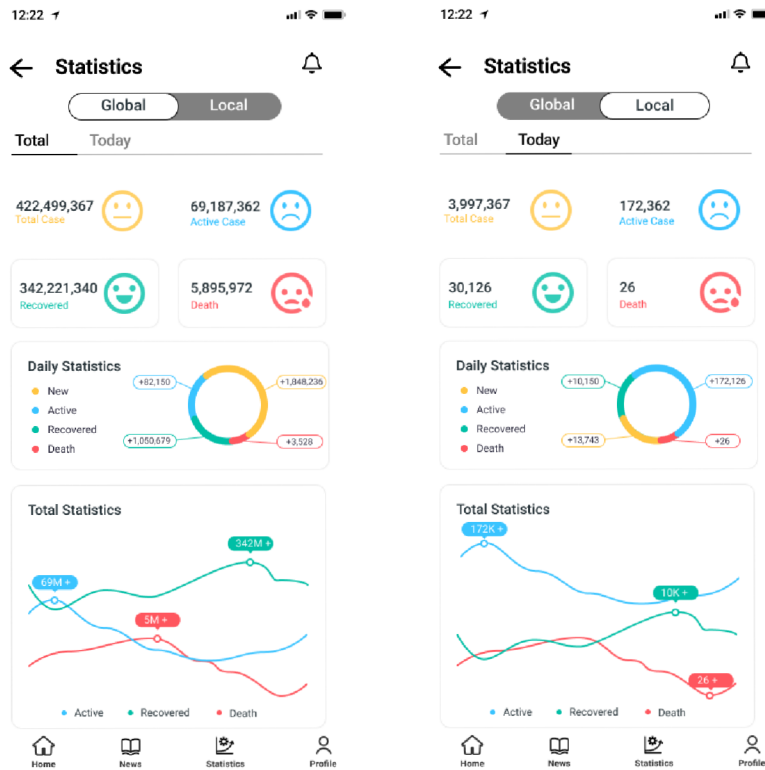 12:22
Statistics
Global Local
Total Today
422,499,367
Total Case
69,187,362
Active Case
342,221,340
Recovered
5,895,972
Death
Daily Statistics
New
Active
Recovered
Death
+82,150
+1,848,236
+1,050,679
+3,528
Total Statistics
342M +
69M +
5M +
Active Recovered Death
Home News Statistics Profile
12:22
Statistics
Global Local
Total Today
3,997,367
Total Case
172,362
Active Case
30,126
Recovered
26
Death
Daily Statistics
New
Active
Recovered
Death
+10,150
+172,126
+13,743
+26
Total Statistics
172K +
10K +
26 +
Active Recovered Death
Home News Statistics Profile